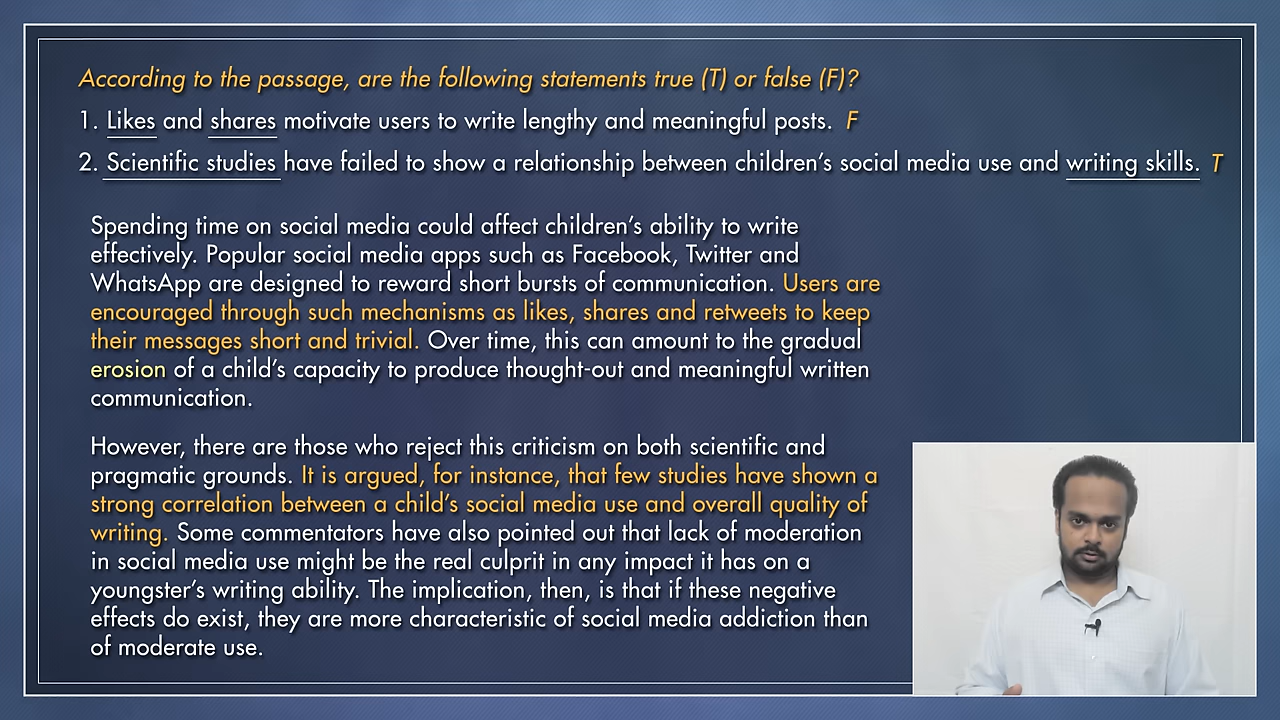 According to the passage, are the following statements true (T) or false (F)?
1. Likes and shares motivate users to write lengthy and meaningful posts. F
2. Scientific studies have failed to show a relationship between children's social media use and writing skills. T
Spending time on social media could affect children's ability to write
effectively. Popular social media apps such as Facebook, Twitter and
WhatsApp are designed to reward short bursts of communication. Users are
encouraged through such mechanisms as likes, shares and retweets to keep
their messages short and trivial. Over time, this can amount to the gradual
erosion of a child's capacity to produce thought-out and meaningful written
communication.
However, there are those who reject this criticism on both scientific and
pragmatic grounds. It is argued, for instance, that few studies have shown a
strong correlation between a child's social media use and overall quality of
writing. Some commentators have also pointed out that lack of moderation
in social media use might be the real culprit in any impact it has on a
youngster's writing ability. The implication, then, is that if these negative
effects do exist, they are more characteristic of social media addiction than
of moderate use.